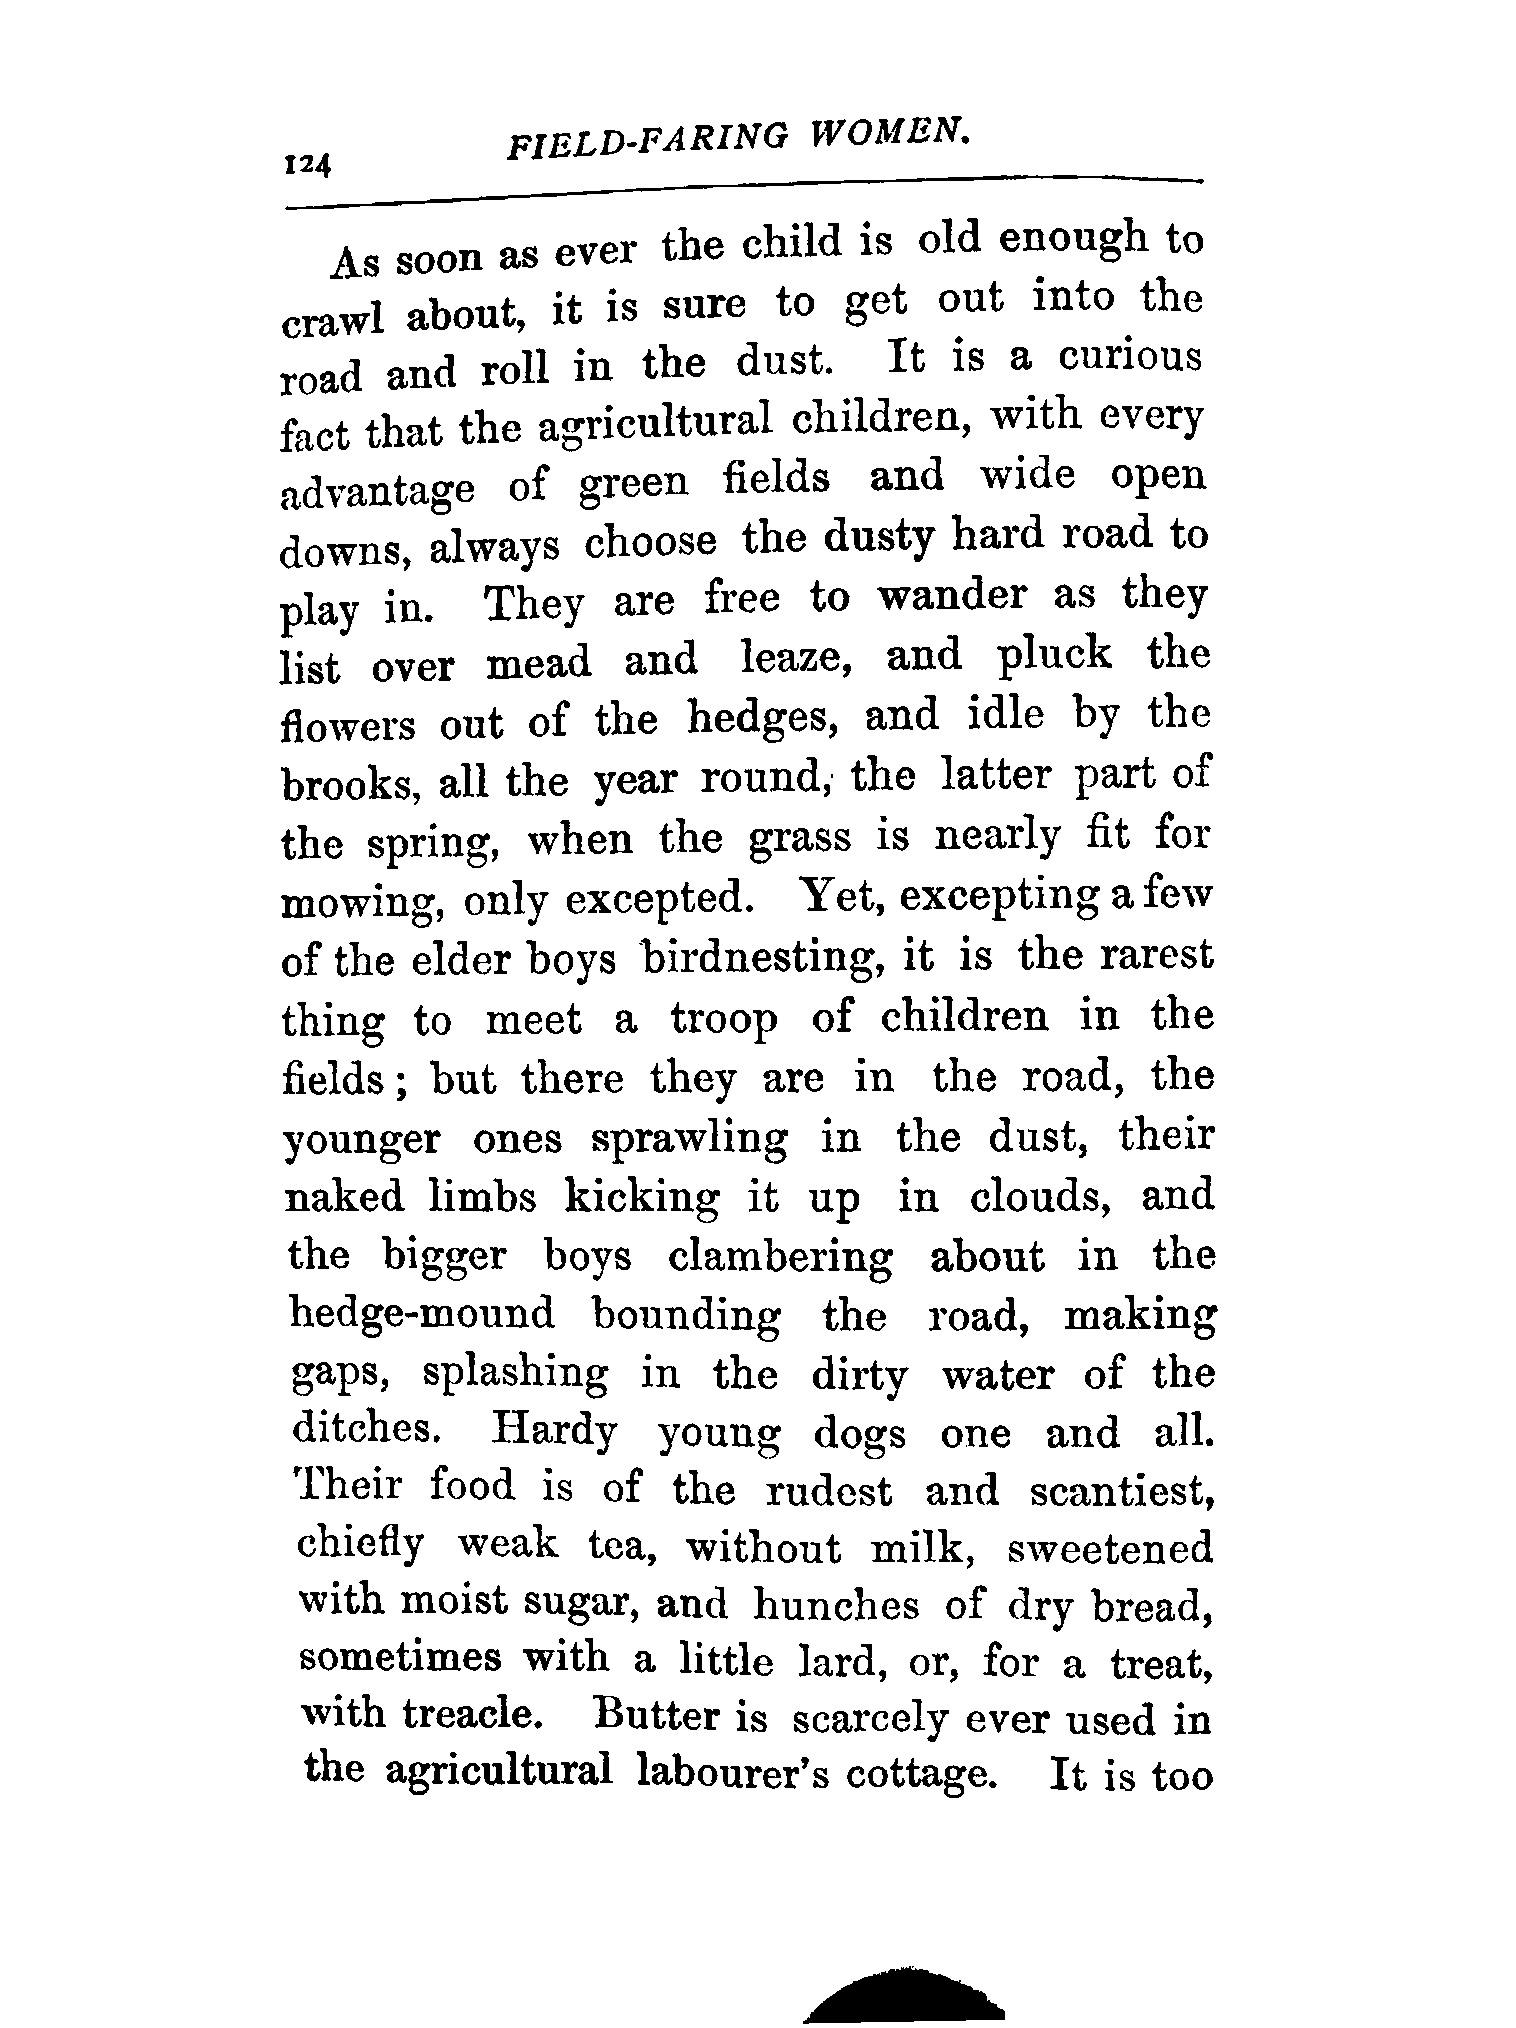 124 FIELD-FARING WOMEN.
As soon as ever the child is old enough to
crawl about, it is sure to get out into the
road and roll in the dust. It is a curious
fact that the agricultural children, with every
advantage of green fields and wide open
downs, always choose the dusty hard road to
play in. They are free to wander as they
list over mead and leaze, and pluck the
flowers out of the hedges, and idle by the
brooks, all the year round, the latter part of
the spring, when the grass is nearly fit for
mowing, only excepted. Yet, excepting a few
of the elder boys birdnesting, it is the rarest
thing to meet a troop of children in the
fields; but there they are in the road, the
younger ones sprawling in the dust, their
naked limbs kicking it up in clouds, and
the bigger boys clambering about in the
hedge-mound bounding the road, making
gaps, splashing in the dirty water of the
ditches. Hardy young dogs one and all.
Their food is of the rudest and scantiest,
chiefly weak tea, without milk, sweetened
with moist sugar, and hunches of dry bread,
sometimes with a little lard, or, for a treat,
with treacle. Butter is scarcely ever used in
the agricultural labourer's cottage. It is too